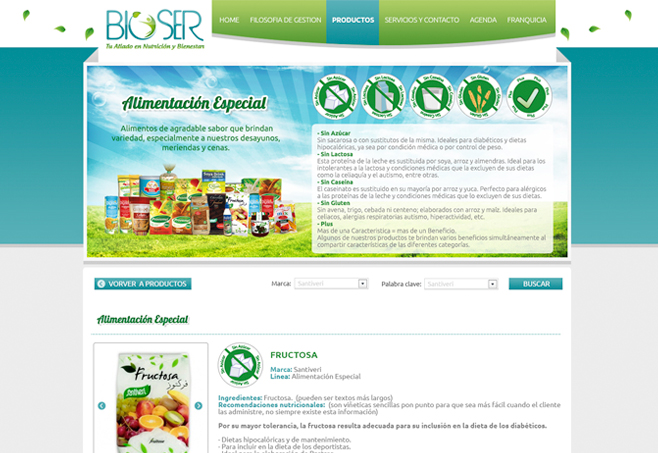 BIOSER
Tu Aliado en Nutrición y Bienestar
HOME FILOSOFIA DE GESTION PRODUCTOS SERVICIOS Y CONTACTO AGENDA FRANQUICIA
Alimentación Especial
Alimentos de agradable sabor que brindan
variedad, especialmente a nuestros desayunos,
meriendas y cenas.
Sin Azúcar Sin Lactosa Sin Caseina Sin Gluten Plus
- Sin Azúcar
Sin sacarosa o con sustitutos de la misma. Ideales para diabéticos y dietas
hipocalóricas, ya sea por condición médica o por control de peso.
- Sin Lactosa
Esta proteína de la leche es sustituida por soya, arroz y almendras. Ideal para los
intolerantes a la lactosa y condiciones médicas que lo excluyen de sus dietas
como la celiaquía y el autismo, entre otras.
- Sin Caseina
El caseinato es sustituido en su mayoría por arroz y yuca. Perfecto para alérgicos
a las proteínas de la leche y condiciones médicas que lo excluyen de sus dietas.
- Sin Gluten
Sin avena, trigo, cebada ni centeno; elaborados con arroz y maíz. Ideales para
celíacos, alergias respiratorias autismo, hiperactividad, etc.
- Plus
Mas de una Característica = mas de un Beneficio.
Algunos de nuestros productos te brindan varios beneficios simultáneamente al
compartir características de las diferentes categorías.
VORVER A PRODUCTOS
Marca: Santiveri Palabra clave: Santiveri BUSCAR
Alimentación Especial
Fructosa
فركتوز
Santiveri
Fructosa
Sin Azúcar
FRUCTOSA
Marca: Santiveri
Línea: Alimentación Especial
Ingredientes: Fructosa. (pueden ser textos más largos)
Recomendaciones nutricionales: (son viñeticas sencillas pon punto para que sea más fácil cuando el cliente
las administre, no siempre existe esta información)
Por su mayor tolerancia, la fructosa resulta adecuada para su inclusión en la dieta de los diabéticos.
- Dietas hipocalóricas y de mantenimiento.
- Para incluir en la dieta de los deportistas.